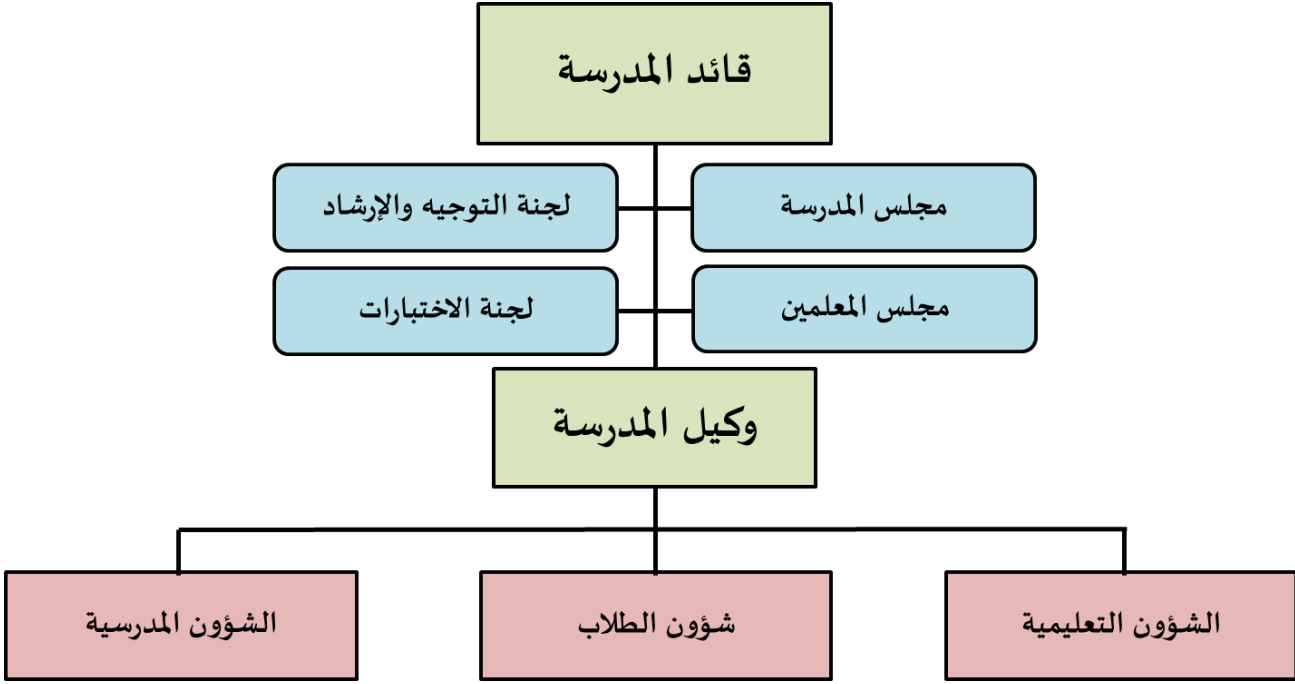 قائد المدرسة
مجلس المدرسة
لجنة التوجيه والإرشاد
مجلس المعلمين
لجنة الاختبارات
وكيل المدرسة
الشؤون التعليمية
شؤون الطلاب
الشؤون المدرسية